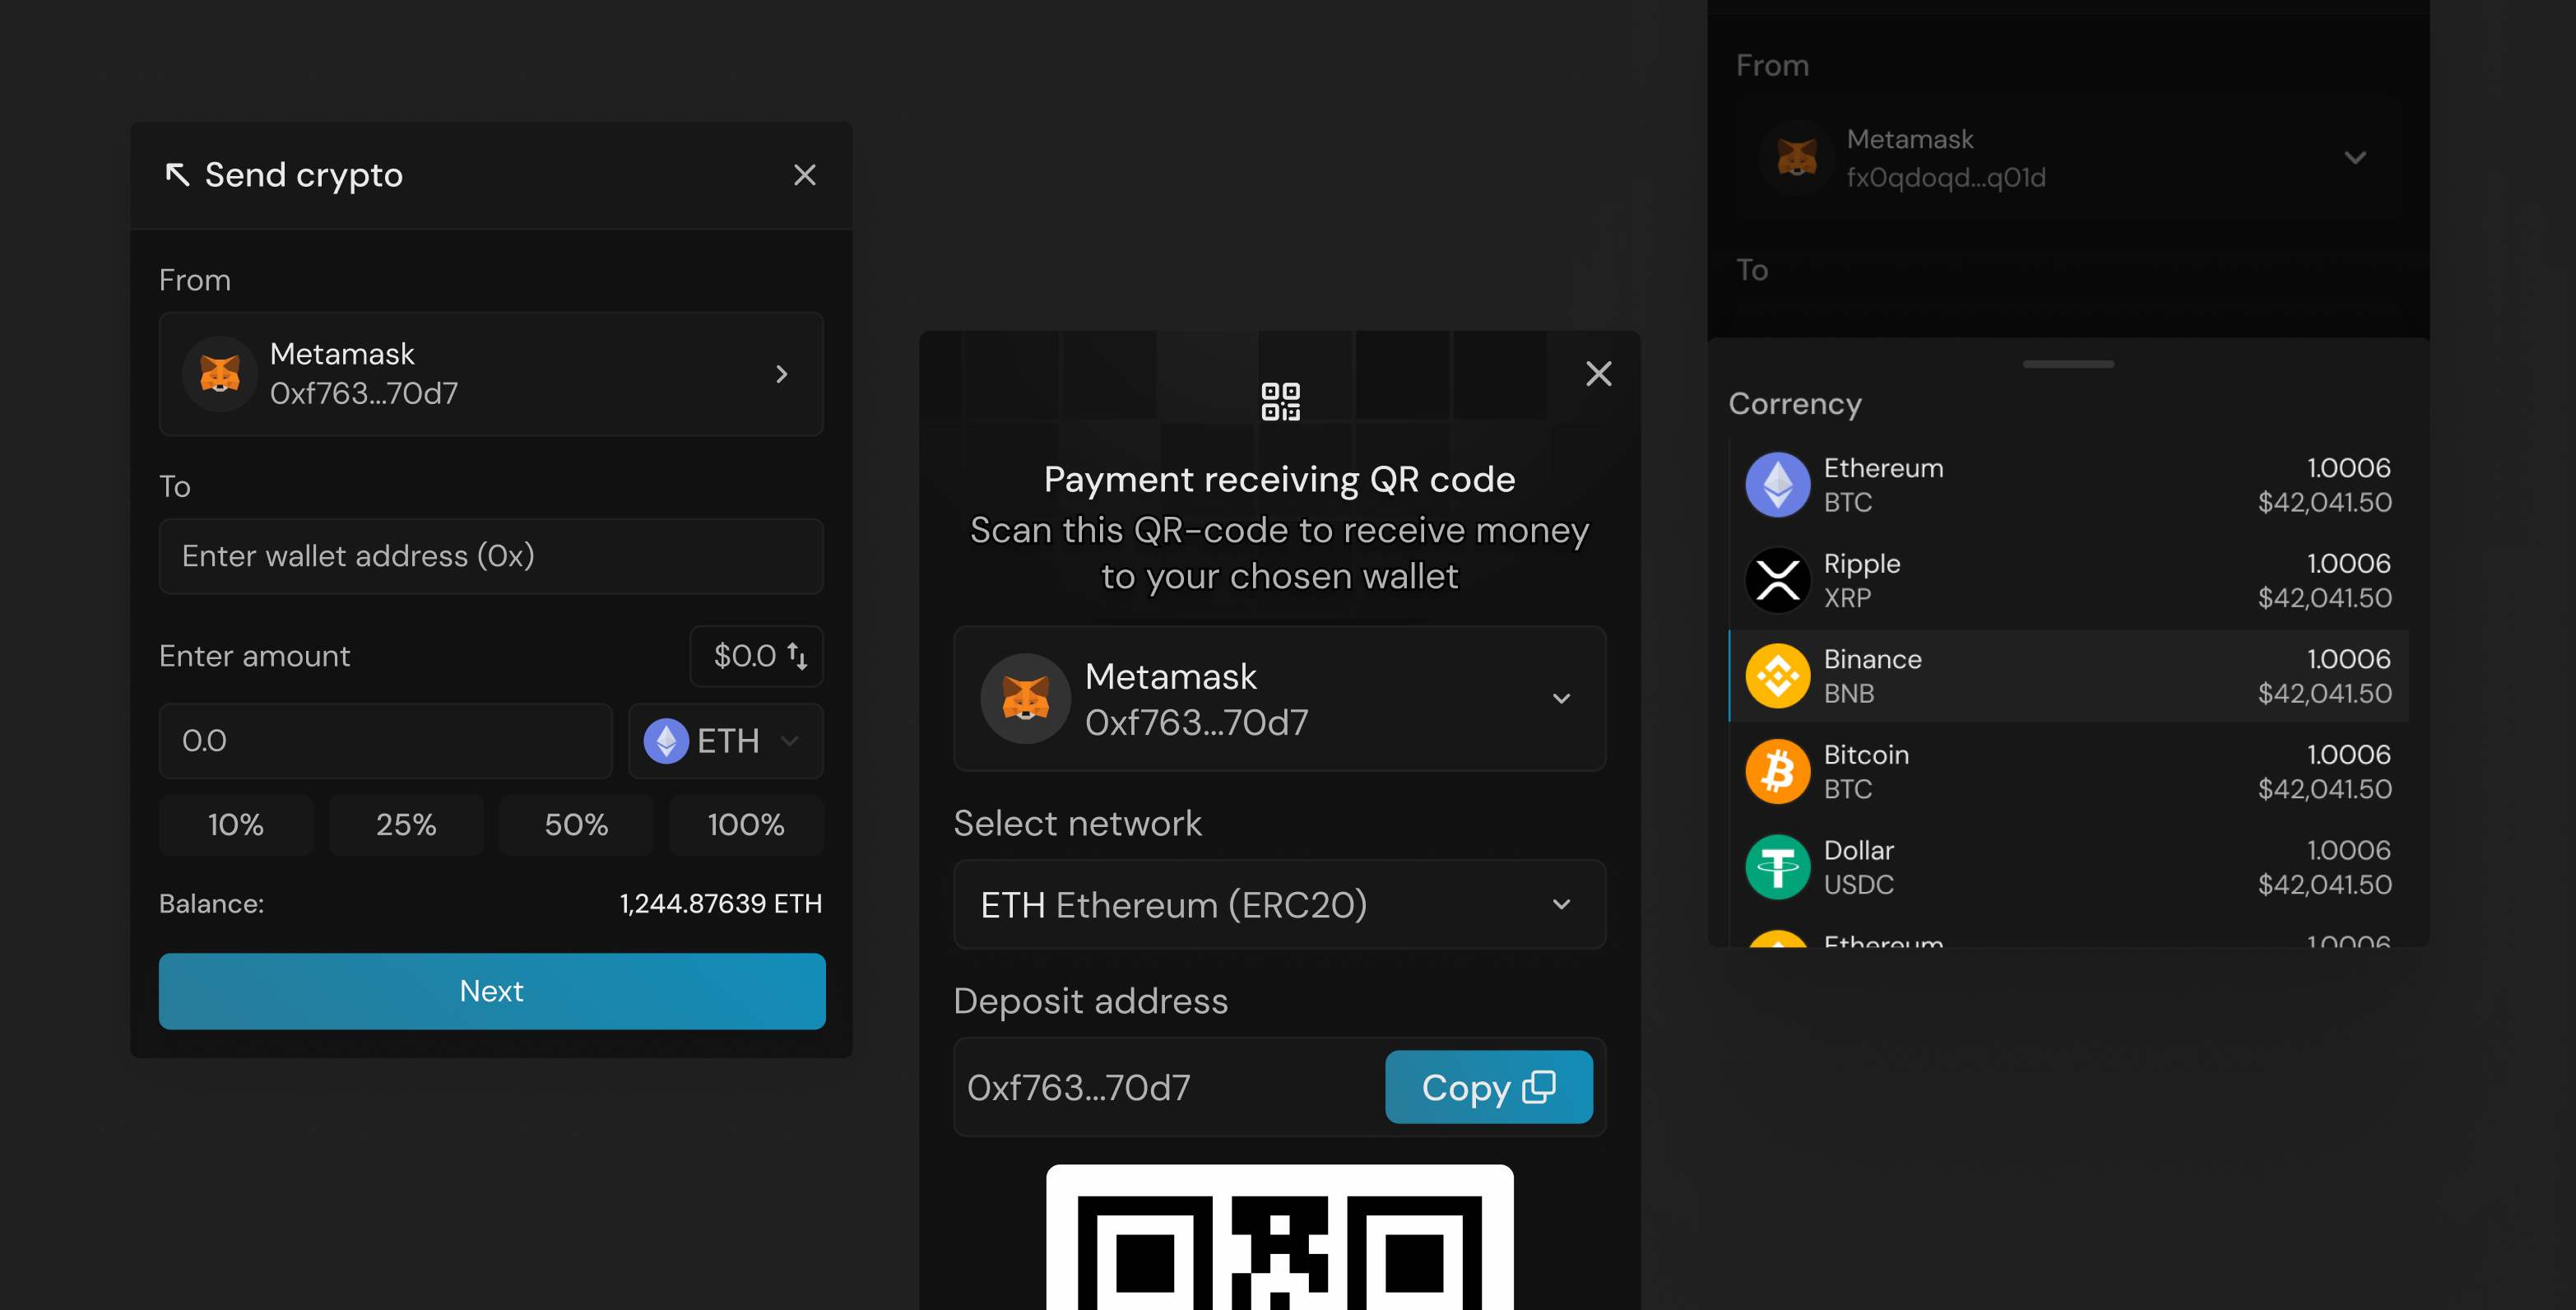 Send crypto
From
Metamask
0xf763...70d7
To
Enter wallet address (0x)
Enter amount
$0.0
0.0
ETH
10%
25%
50%
100%
Balance:
1,244.87639 ETH
Next
Payment receiving QR code
Scan this QR-code to receive money
to your chosen wallet
Metamask
0xf763...70d7
Select network
ETH Ethereum (ERC20)
Deposit address
0xf763...70d7
Copy
From
Metamask
fx0qdoqd...q01d
To
Corrency
Ethereum
1.0006
BTC
$42,041.50
Ripple
1.0006
XRP
$42,041.50
Binance
1.0006
BNB
$42,041.50
Bitcoin
1.0006
BTC
$42,041.50
Dollar
1.0006
USDC
$42,041.50
Ethereum
1.0006